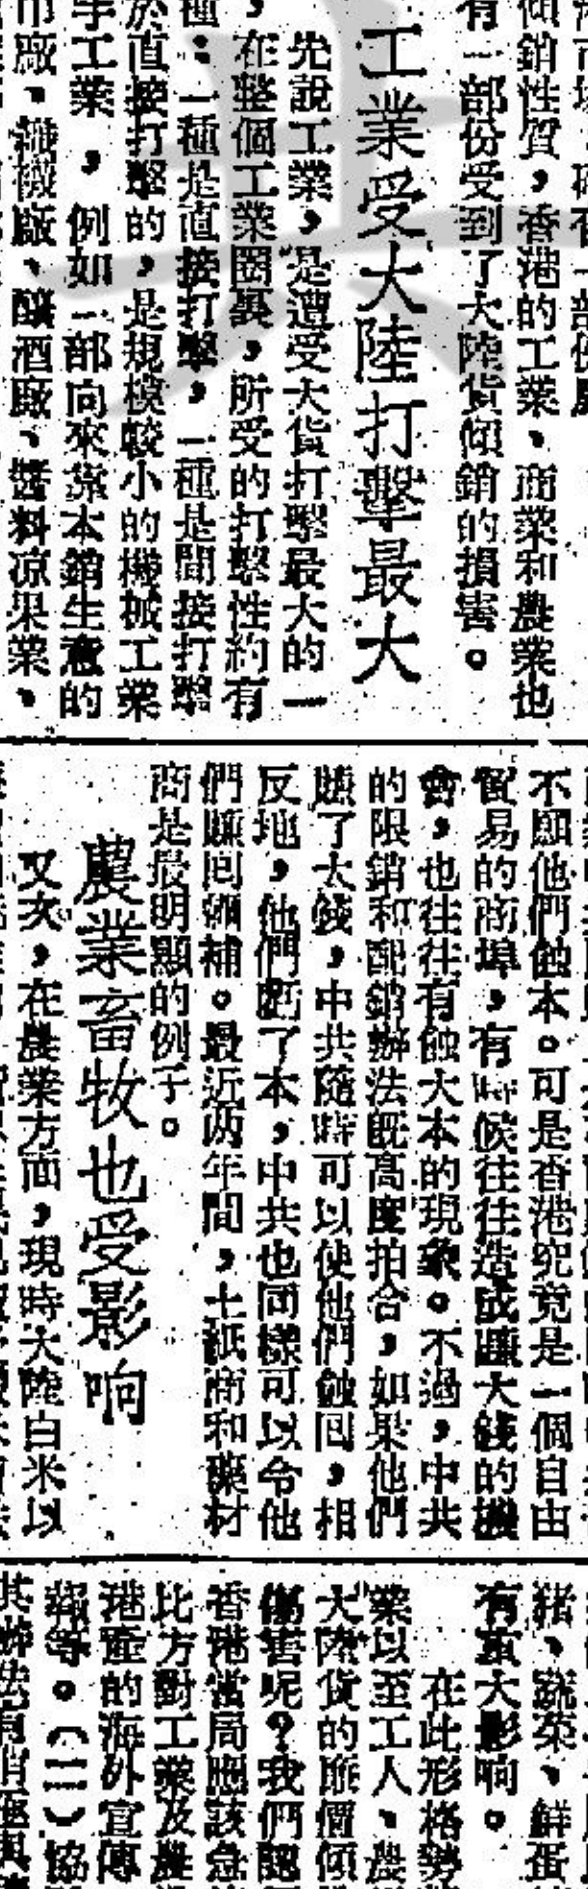 傾銷性質，香港的工業、商業和農業也
有一部份受到了大陸貨傾銷的損害。
工業受大陸打擊最大
先說工業，是遭受大貨打擊最大的一
，在整個工業圈裏，所受的打擊性約有
種：一種是直接打擊，一種是間接打擊
於直接打擊的，是規模較小的機械工業
手工業，例如一部向來靠本銷生意的
巾廠、織襪廠、釀酒廠、醬料凉果業、
不願他們蝕本。可是香港究竟是一個自由
貿易的商埠，有時候往往造成賺大錢的機
會，也往往有蝕大本的現象。不過，中共
的限銷和配銷辦法旣高度拍合，如果他們
賺了大錢，中共隨時可以使他們蝕回，相
反地，他們虧了本，中共也同樣可以令他
們賺回彌補。最近两年間，土紙商和藥材
商是最明顯的例子。
農業畜牧也受影响
又次，在農業方面，現時大陸白米以
猪、蔬菜、鮮蛋
有重大影响。
在此形格勢
業以至工人、農
大陸貨的廉價傾
傷害呢？我們認
香港當局應該急
比方對工業及農
港產的海外宣傳
等。（二）協